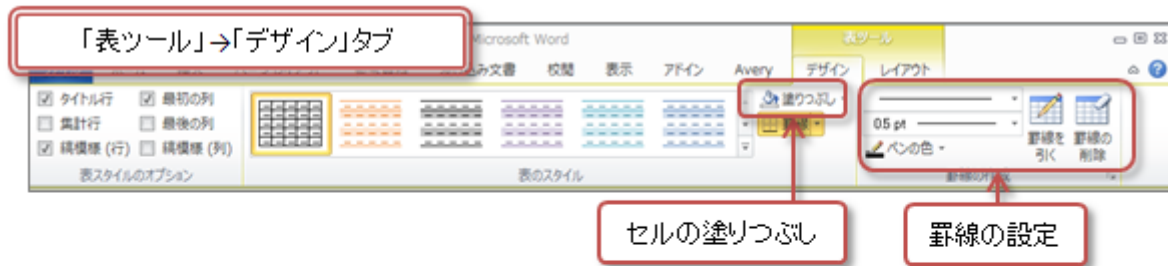 「表ツール」→「デザイン」タブ
Microsoft Word
表ツール
み文書 校閲 表示 アドイン Avery デザイン レイアウト
タイトル行 最初の列
集計行 最後の列
縞模様 (行) 縞模様 (列)
表スタイルのオプション
表のスタイル
塗りつぶし
罫線
0.5 pt
ペンの色
罫線を引く
罫線の削除
セルの塗りつぶし
罫線の設定